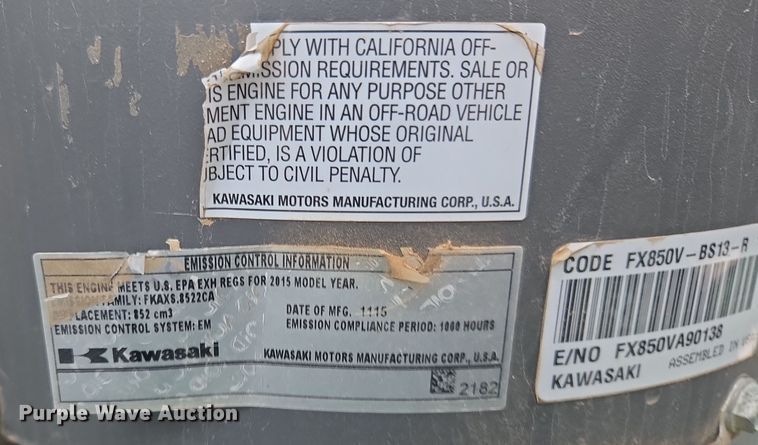 PLY WITH CALIFORNIA OFF-
EMISSION REQUIREMENTS. SALE OR
IS ENGINE FOR ANY PURPOSE OTHER
MENT ENGINE IN AN OFF-ROAD VEHICLE
AD EQUIPMENT WHOSE ORIGINAL
ERTIFIED, IS A VIOLATION OF
BJECT TO CIVIL PENALTY.
KAWASAKI MOTORS MANUFACTURING CORP., U.S.A.
EMISSION CONTROL INFORMATION
THIS ENGINE MEETS U.S. EPA EXH REGS FOR 2015 MODEL YEAR.
SSION FAMILY: FKAXS.8522CA
PLACEMENT: 852 cm3
EMISSION CONTROL SYSTEM: EM
DATE OF MFG. 1115
EMISSION COMPLIANCE PERIOD: 1000 HOURS
Kawasaki
KAWASAKI MOTORS MANUFACTURING CORP., U.S.A.
2182
CODE FX850V-BS13-R
E/NO FX850VA90138
KAWASAKI ASSEMBLED IN
Purple Wave Auction